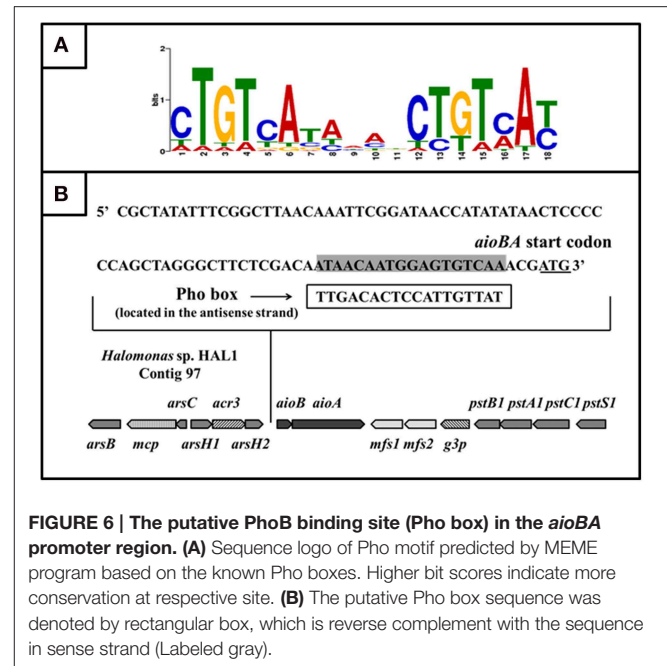 A
2
bits
1
0
1 2 3 4 5 6 7 8 9 10 11 12 13 14 15 16 17 18
B
5' CGCTATATTTCGGCTTAACAAATTCGGATAACCATATATAACTCCCC
aioBA start codon
CCAGCTAGGGCTTCTCGACAATAACAATGGAGTGTCAAACGATG 3'
Pho box
TTGACACTCCATTGTTAT
(located in the antisense strand)
Halomonas sp. HAL1
Contig 97
arsC acr3 aioB aioA pstB1 pstA1 pstC1 pstS1
arsB mcp arsH1 arsH2 mfs1 mfs2 g3p
FIGURE 6 | The putative PhoB binding site (Pho box) in the aioBA
promoter region. (A) Sequence logo of Pho motif predicted by MEME
program based on the known Pho boxes. Higher bit scores indicate more
conservation at respective site. (B) The putative Pho box sequence was
denoted by rectangular box, which is reverse complement with the sequence
in sense strand (Labeled gray).